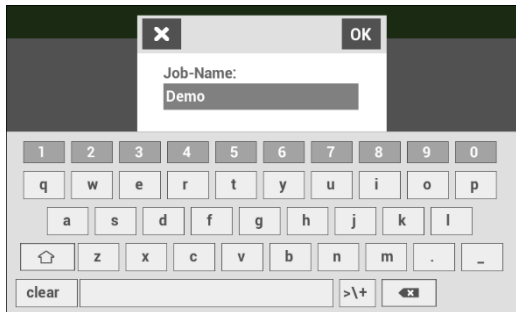 OK
Job-Name:
Demo
1 2 3 4 5 6 7 8 9 0
q w e r t y u i o p
a s d f g h j k l
z x c v b n m . _
clear >\+